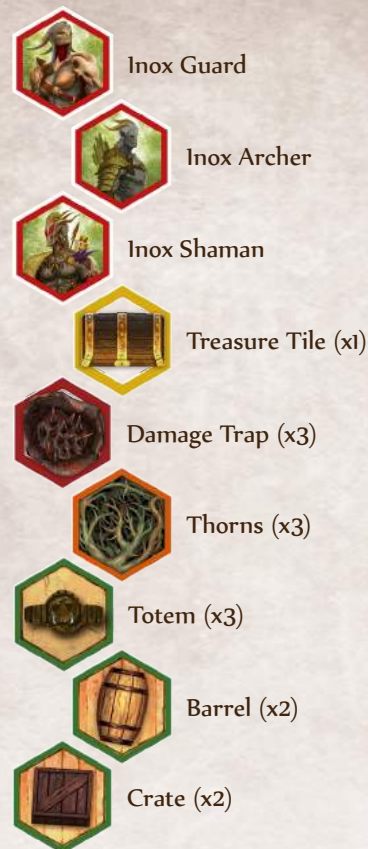 Inox Guard
Inox Archer
Inox Shaman
Treasure Tile (x1)
Damage Trap (x3)
Thorns (x3)
Totem (x3)
Barrel (x2)
Crate (x2)